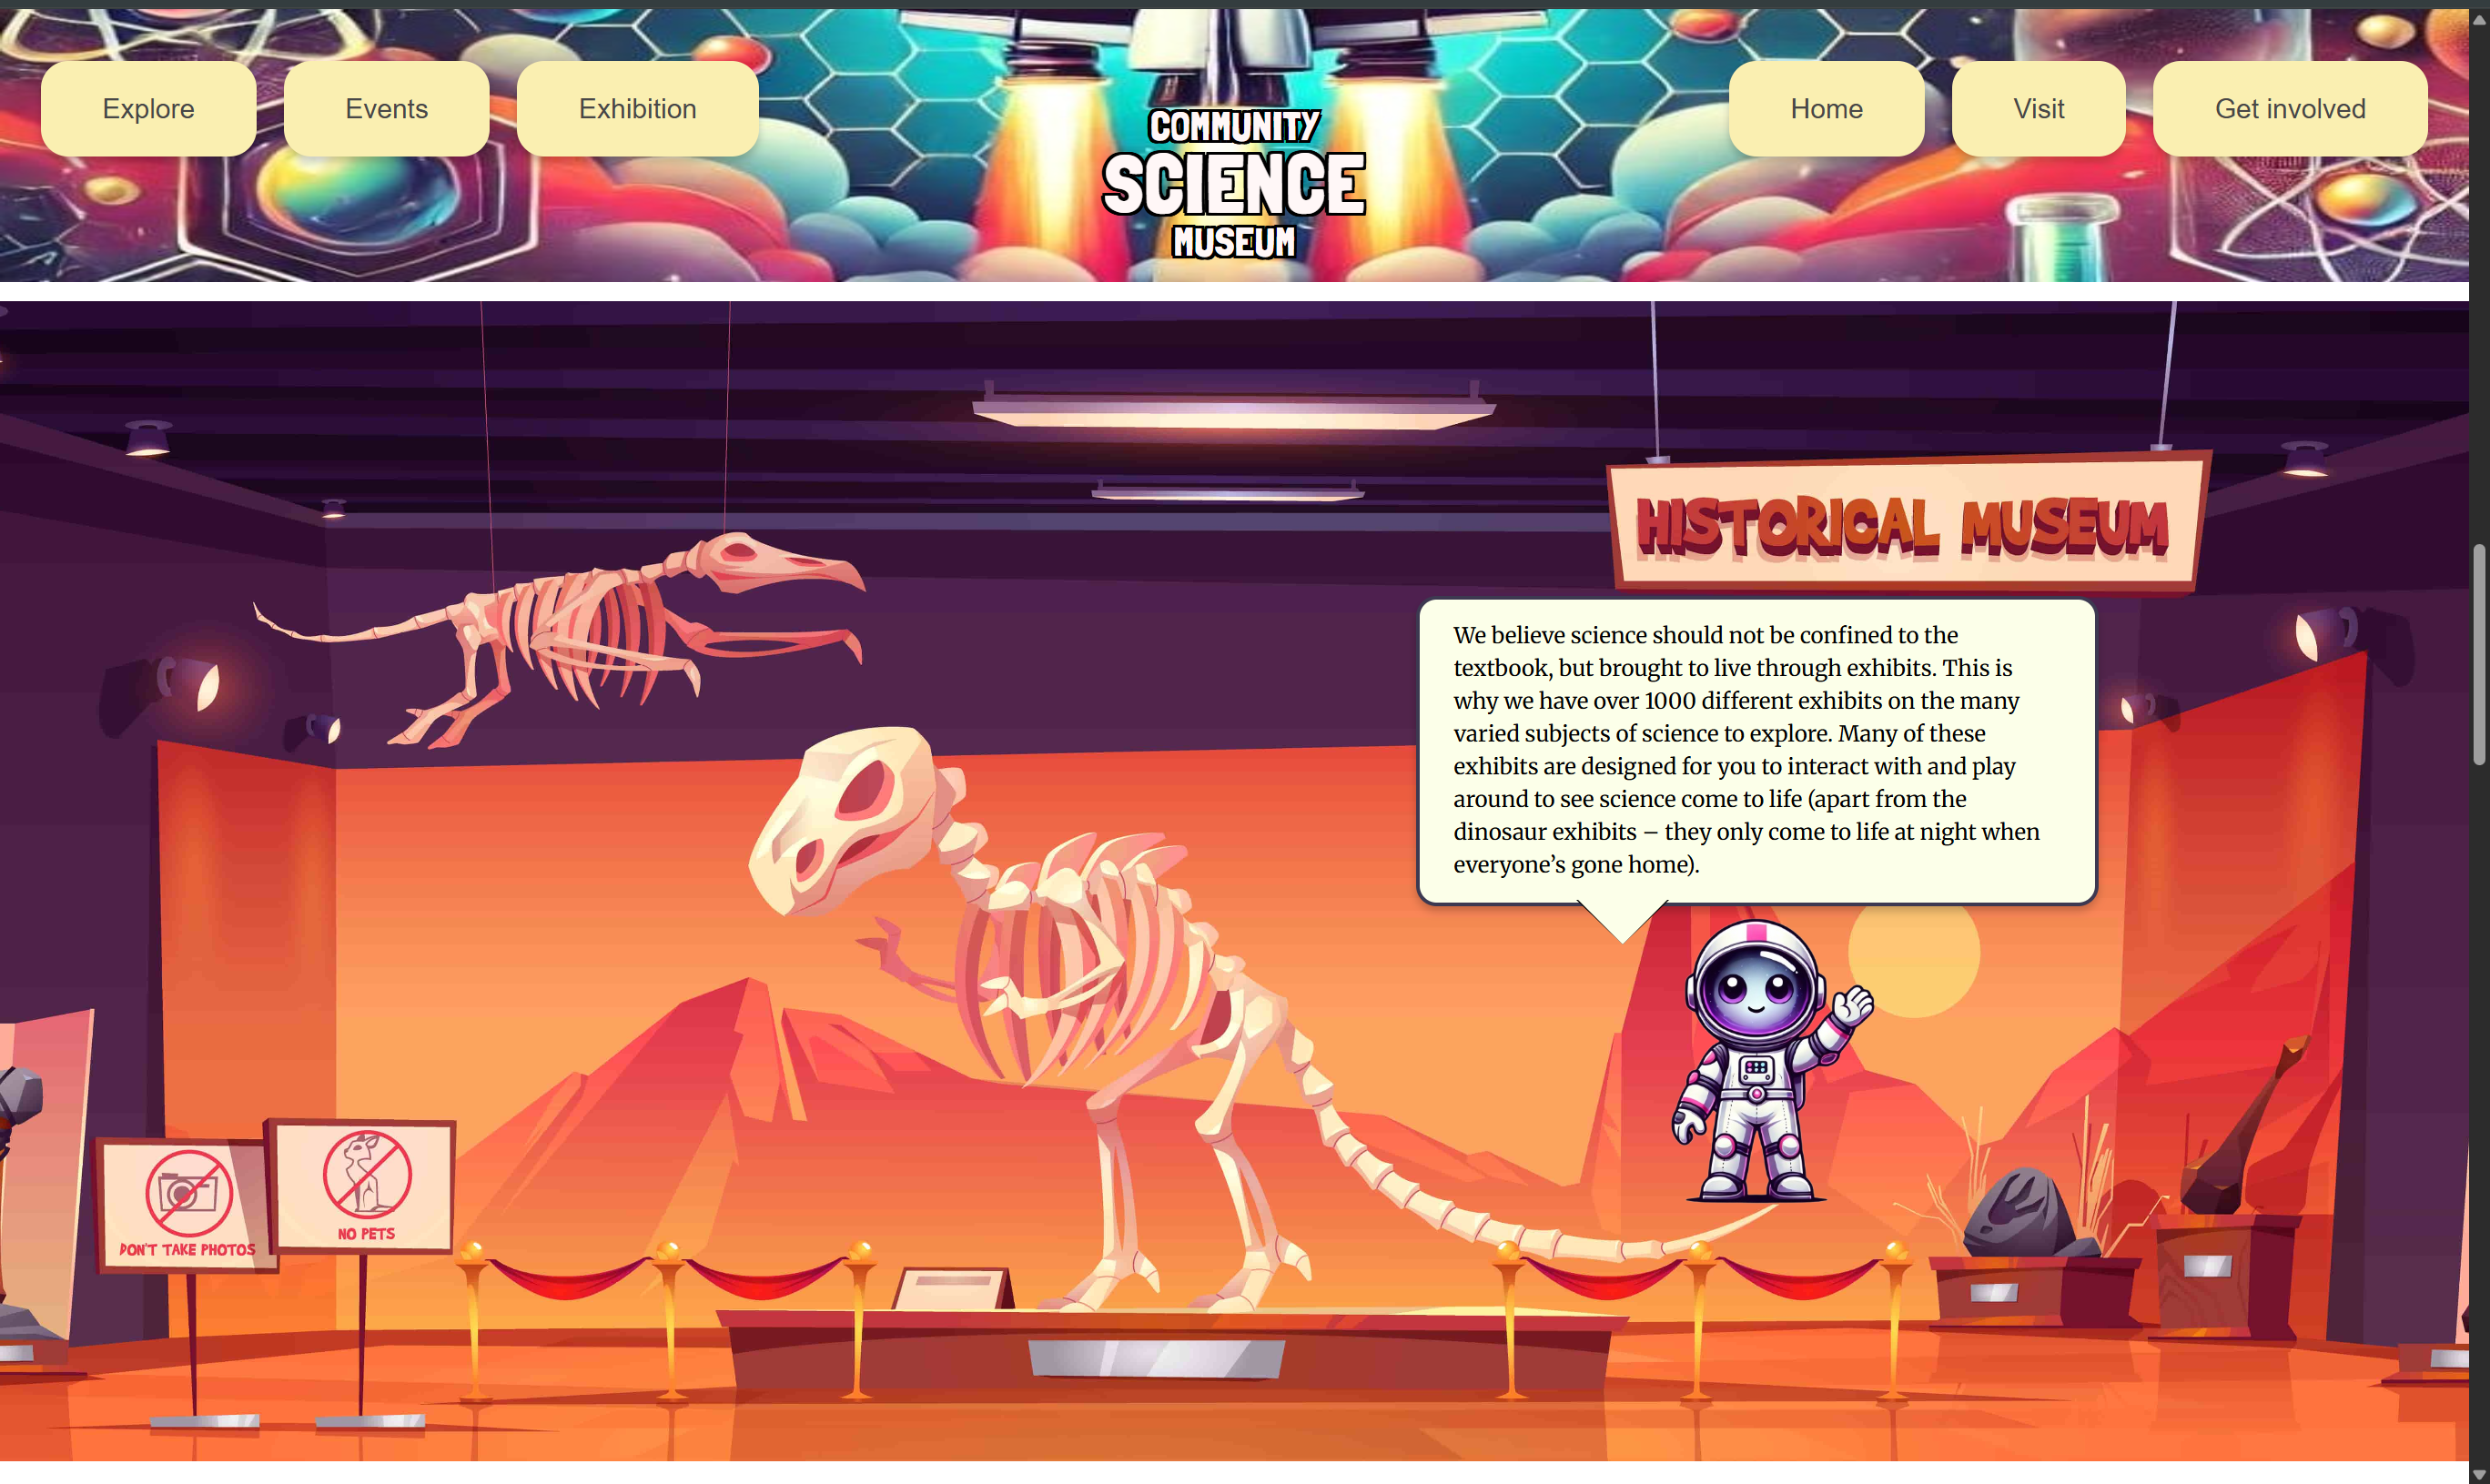 Explore
Events
Exhibition
COMMUNITY
SCIENCE
MUSEUM
Home
Visit
Get involved
HISTORICAL MUSEUM
We believe science should not be confined to the
textbook, but brought to live through exhibits. This is
why we have over 1000 different exhibits on the many
varied subjects of science to explore. Many of these
exhibits are designed for you to interact with and play
around to see science come to life (apart from the
dinosaur exhibits – they only come to life at night when
everyone’s gone home).
DON'T TAKE PHOTOS
NO PETS